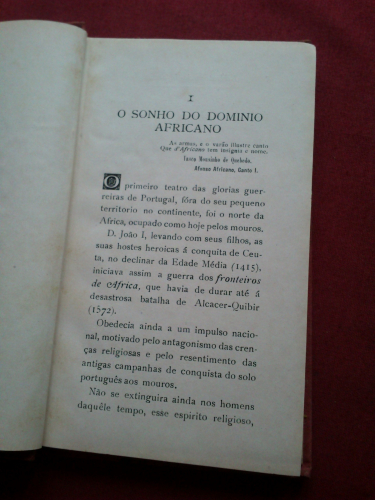 I
O SONHO DO DOMINIO
AFRICANO
As armas, e o varão illustre canto
Que d'Africano tem insignia e nome.
Vasco Mousinho de Quebedo.
Afonso Africano, Canto I.
O primeiro teatro das glorias guer-
reiras de Portugal, fóra do seu pequeno
territorio no continente, foi o norte da
Africa, ocupado como hoje pelos mouros.
D. João I, levando com seus filhos, as
suas hostes heroicas á conquista de Ceu-
ta, no declinar da Edade Média (1415),
iniciava assim a guerra dos fronteiros
de Africa, que havia de durar até á
desastrosa batalha de Alcacer-Quibir
(1572).
Obedecia ainda a um impulso nacio-
nal, motivado pelo antagonismo das cren-
ças religiosas e pelo resentimento das
antigas campanhas de conquista do solo
português aos mouros.
Não se extinguira ainda nos homens
daquêle tempo, esse espirito religioso,